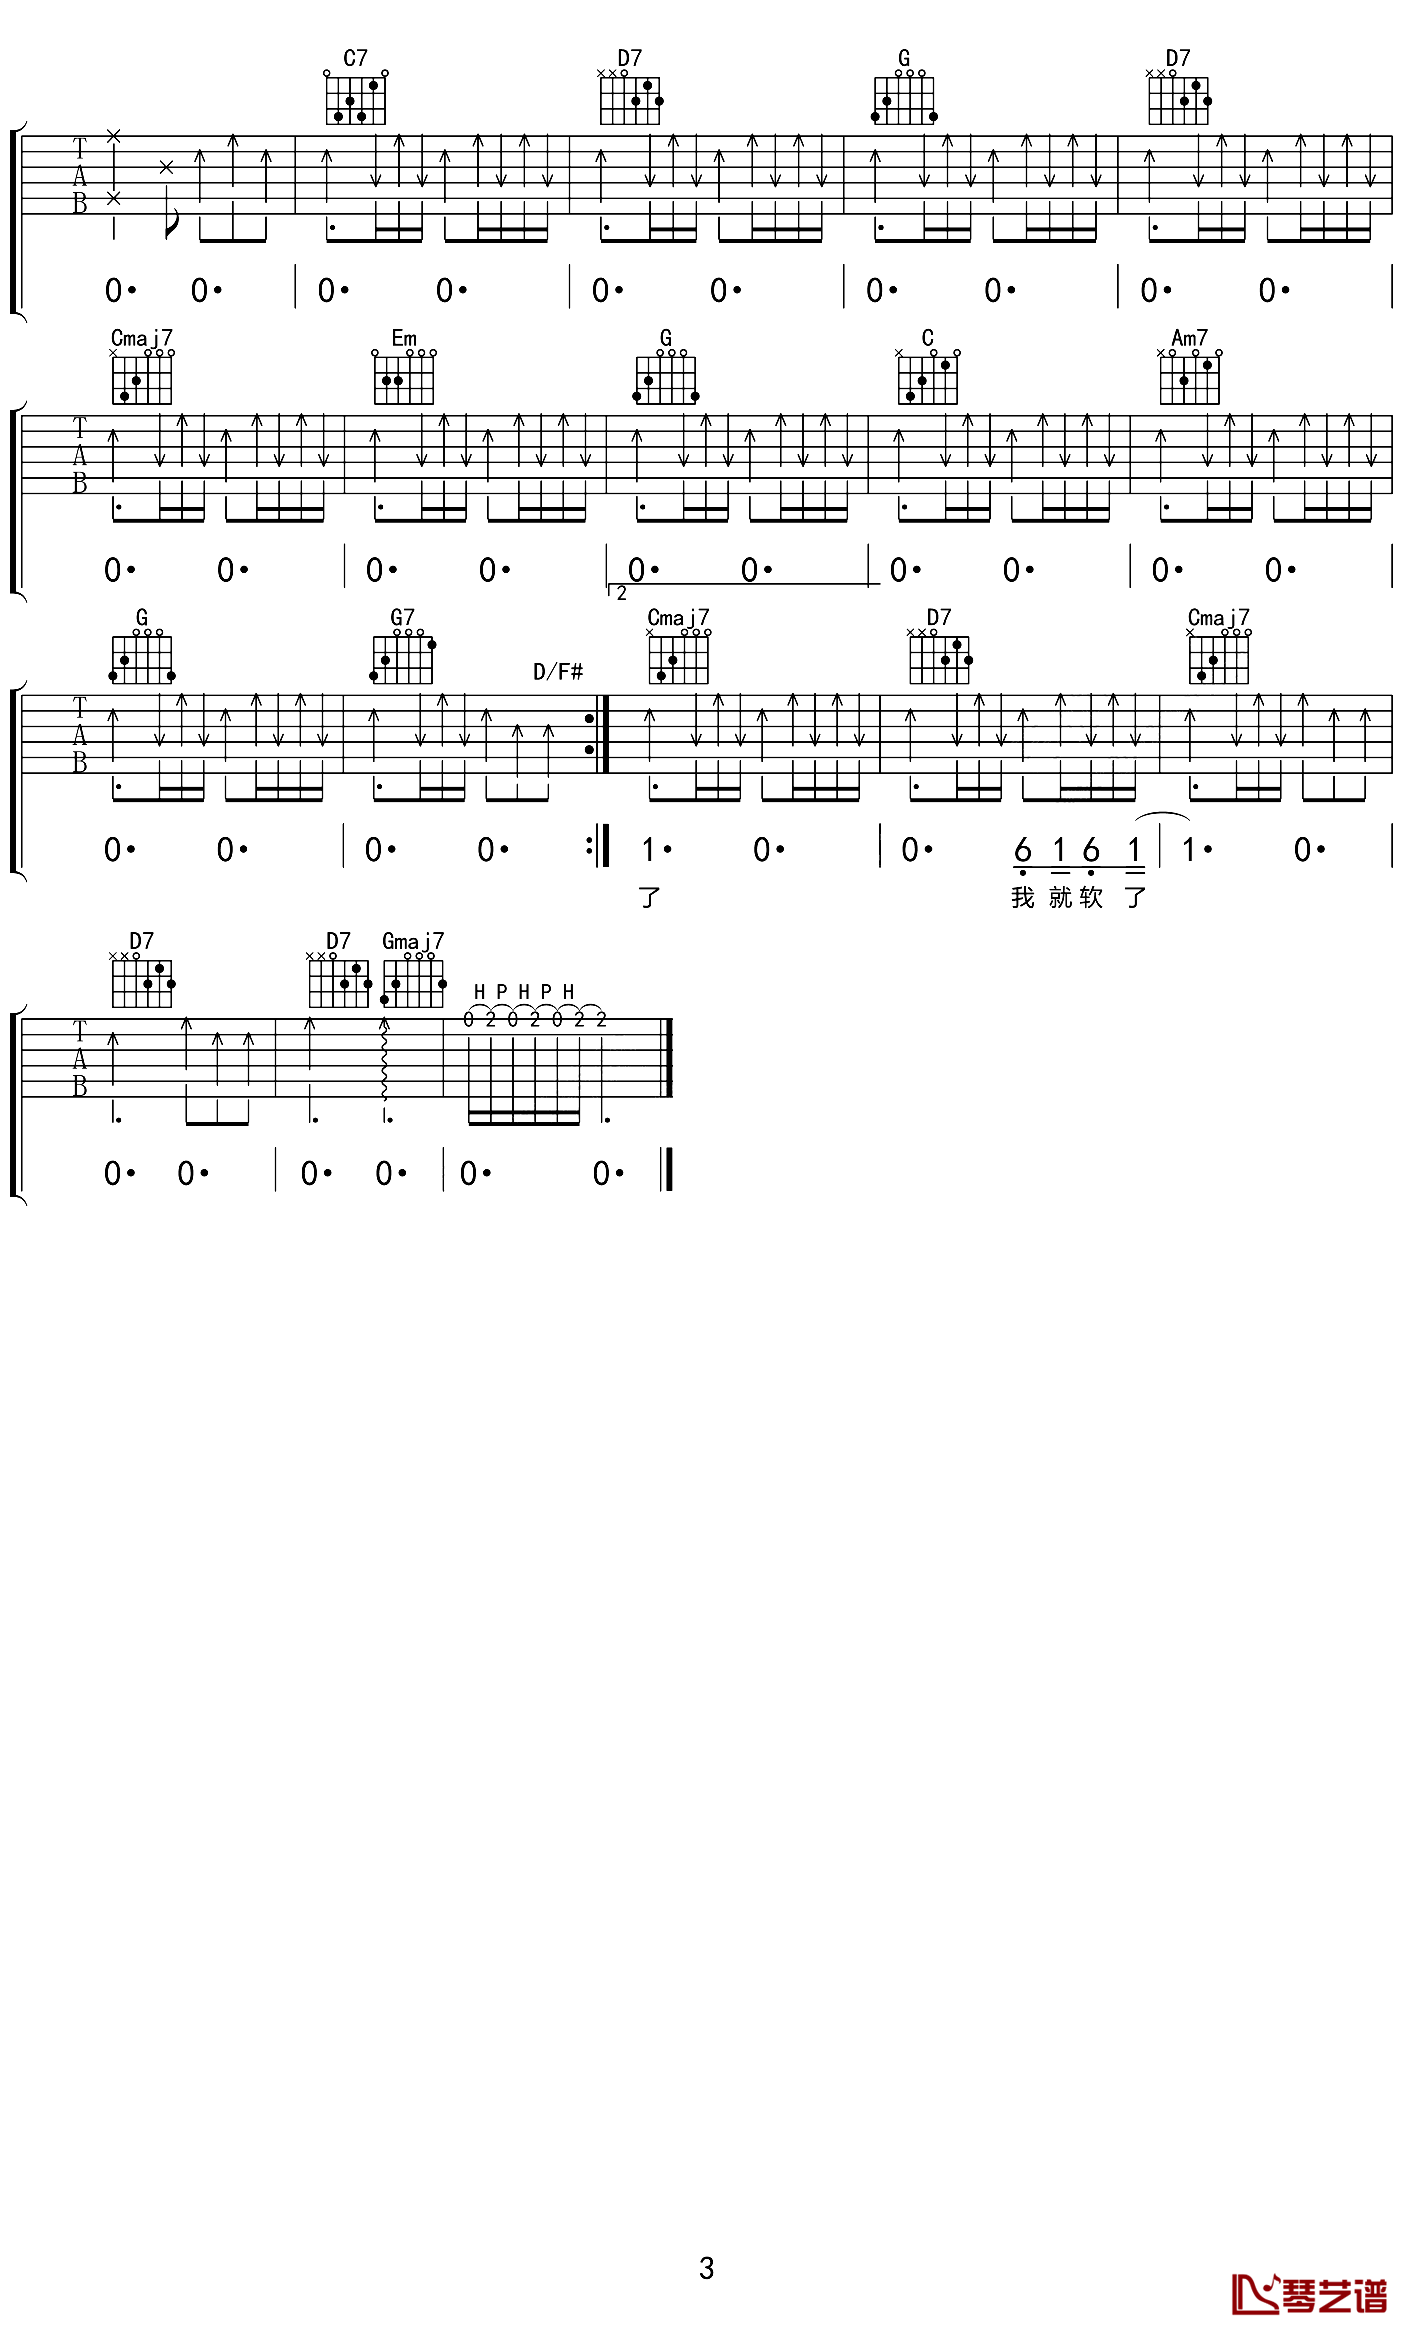 C7 D7 G D7
T
A
B
0· 0· 0· 0· 0· 0· 0· 0· 0· 0·
Cmaj7 Em G C Am7
T
A
B
0· 0· 0· 0· 0· 0· 0· 0· 0· 0·
2
G G7 D/F# Cmaj7 D7 Cmaj7
T
A
B
0· 0· 0· 0· 1· 0· 0· 6 1 6 1 1· 0·
了 我 就 软 了
D7 D7 Gmaj7
H P H P H
0 2 0 2 0 2 2
T
A
B
0· 0· 0· 0· 0· 0·
3
琴艺谱